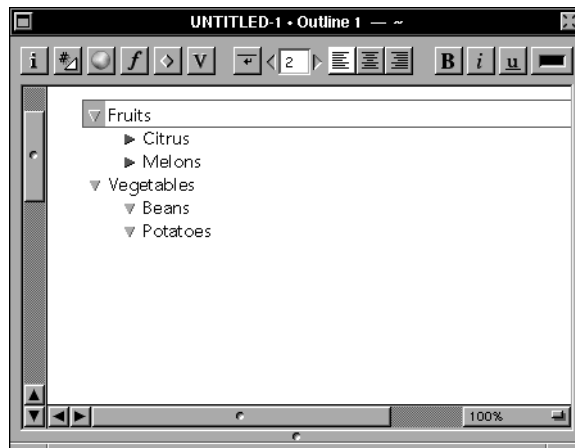 UNTITLED-1 • Outline 1 — ~
i # f V 2 B i u
Fruits
Citrus
Melons
Vegetables
Beans
Potatoes
100%